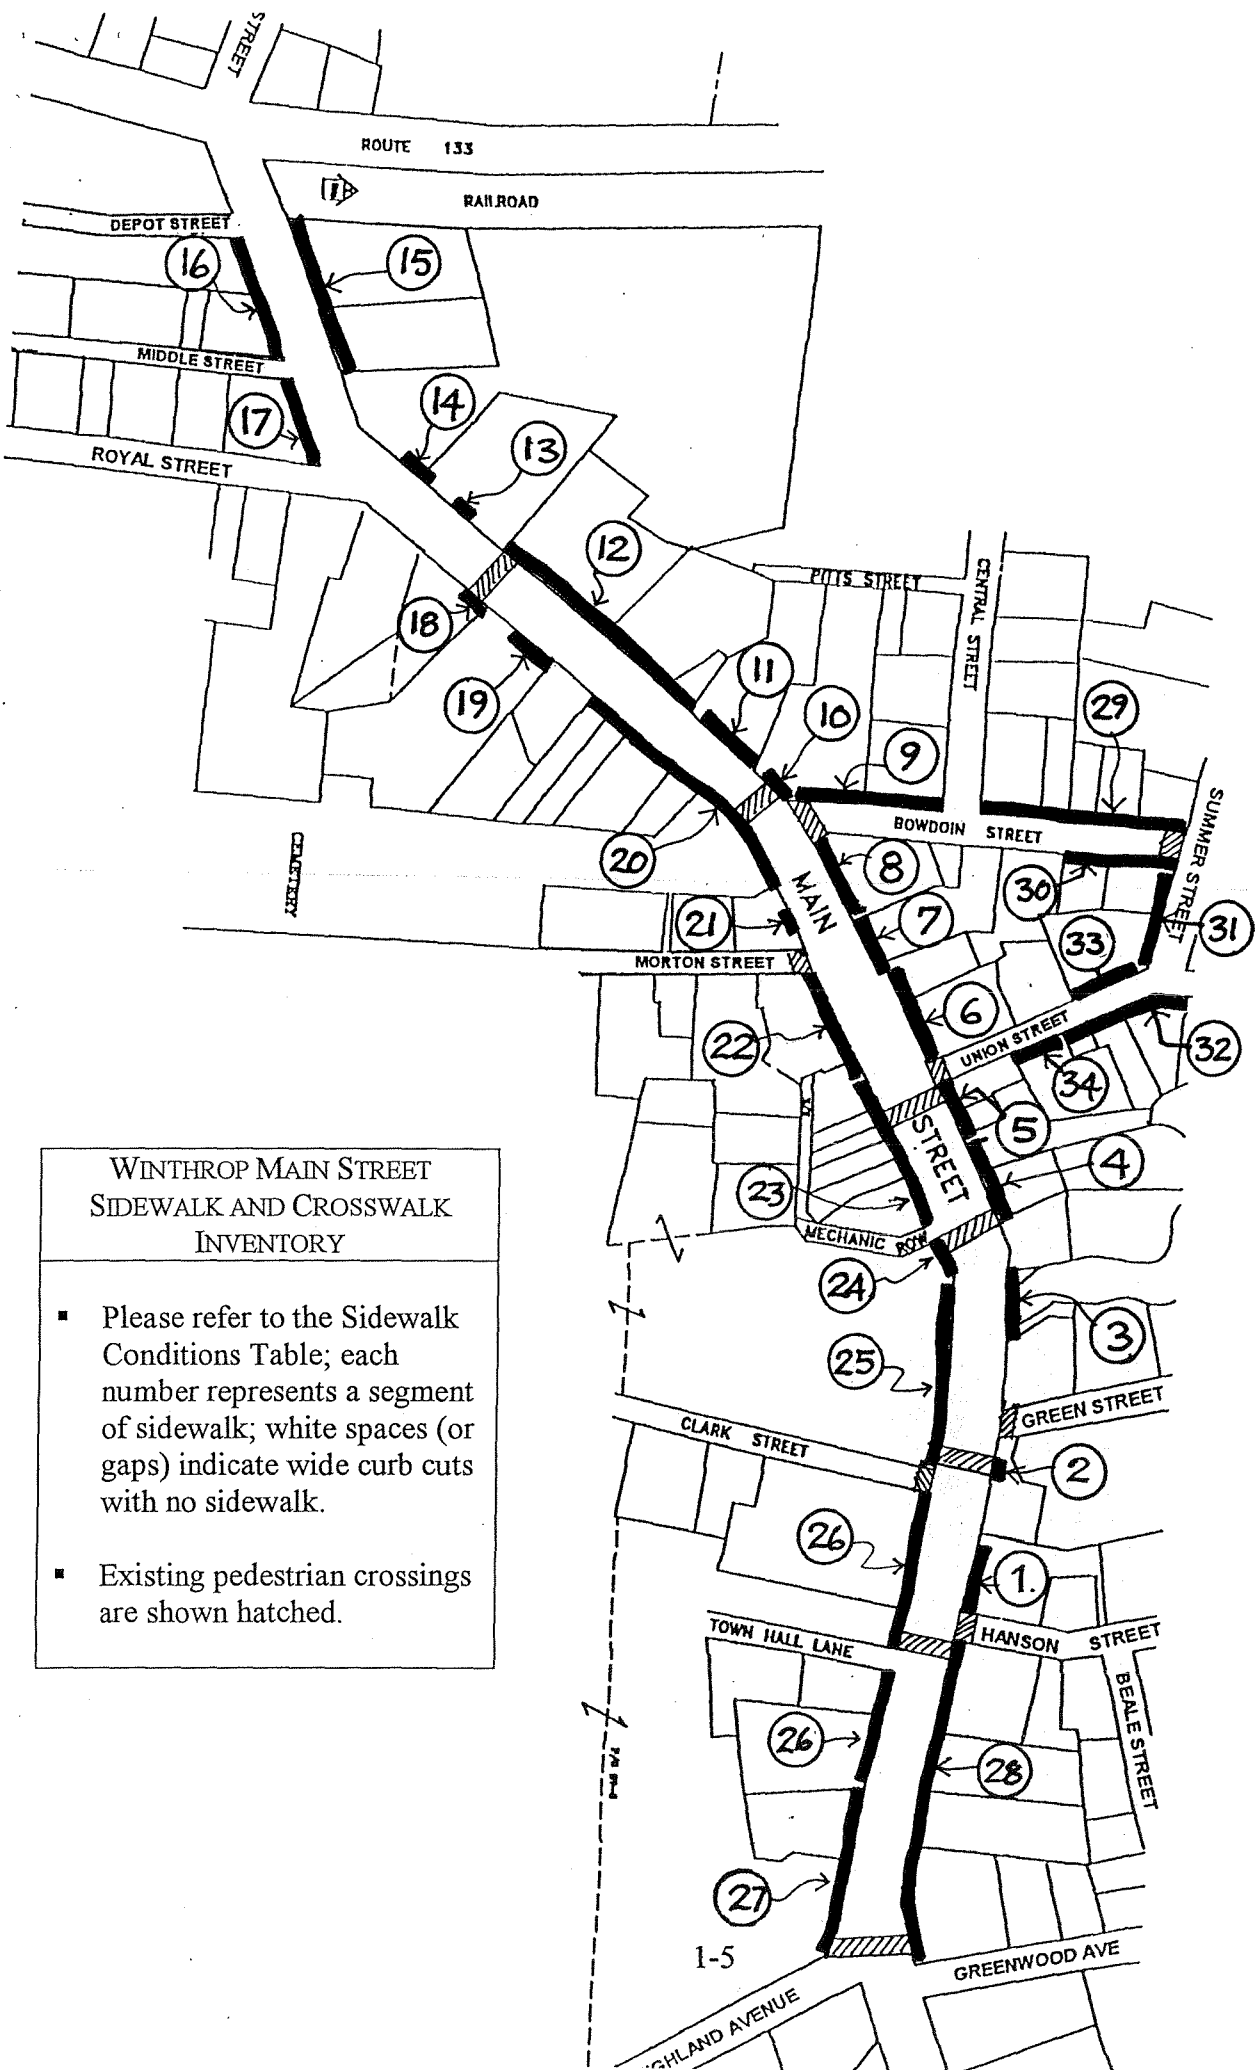 STREET
ROUTE 133
RAILROAD
DEPOT STREET
16
15
MIDDLE STREET
14
17
13
ROYAL STREET
12
PITTS STREET
CENTRAL STREET
18
11
19
10
29
9
SUMMER STREET
BOWDOIN STREET
20
8
CEMETERY
MAIN
30
21
7
31
33
MORTON STREET
6
UNION STREET
22
32
34
5
STREET
4
WINTHROP MAIN STREET
SIDEWALK AND CROSSWALK
INVENTORY
▪ Please refer to the Sidewalk
Conditions Table; each
number represents a segment
of sidewalk; white spaces (or
gaps) indicate wide curb cuts
with no sidewalk.
▪ Existing pedestrian crossings
are shown hatched.
23
MECHANIC ROW
24
3
25
GREEN STREET
CLARK STREET
2
26
1.
TOWN HALL LANE
HANSON STREET
BEALE STREET
26
28
27
1-5
GREENWOOD AVE
GHLAND AVENUE